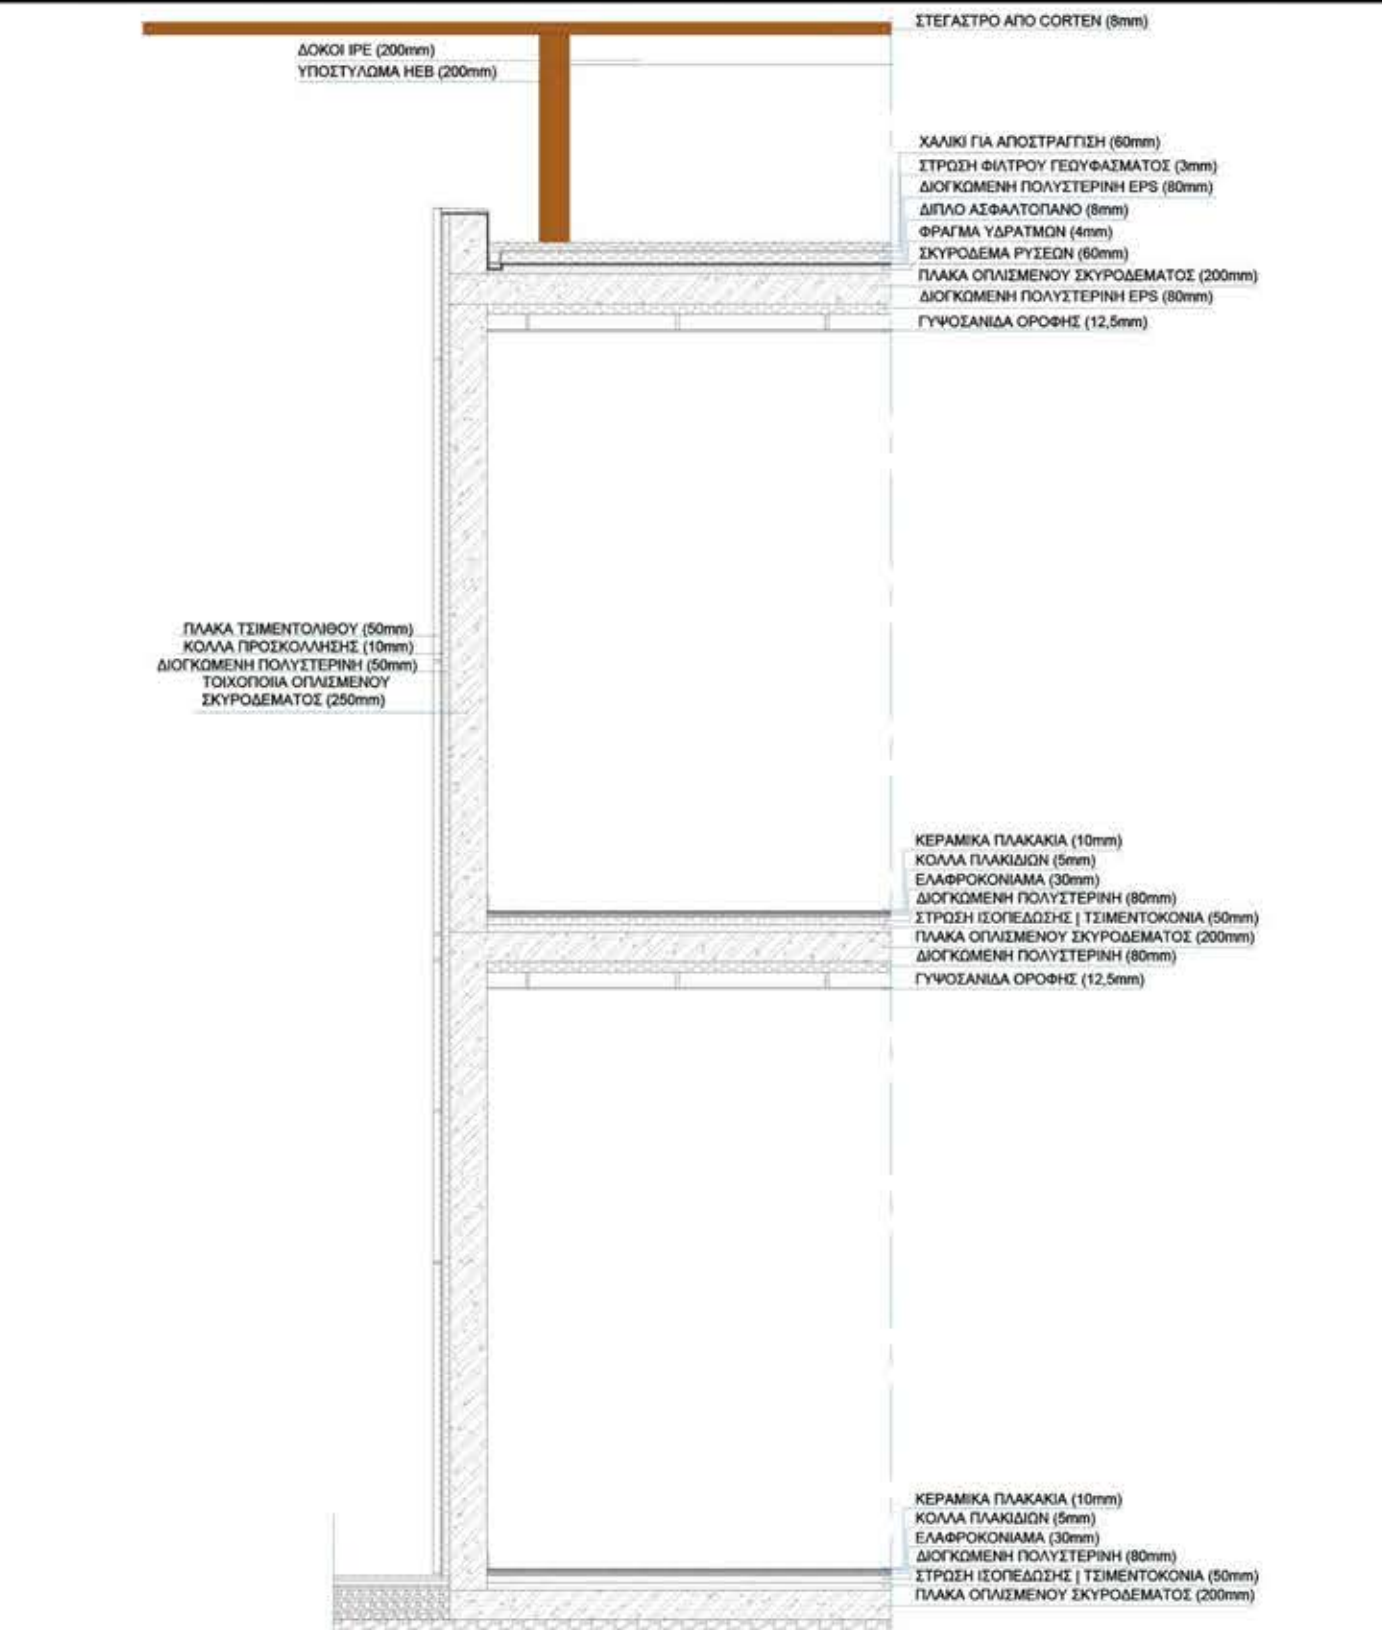 ΣΤΕΓΑΣΤΡΟ ΑΠΟ CORTEN (8mm)
ΔΟΚΟΙ IPE (200mm)
ΥΠΟΣΤΥΛΩΜΑ HEB (200mm)
ΧΑΛΙΚΙ ΓΙΑ ΑΠΟΣΤΡΑΓΓΙΣΗ (60mm)
ΣΤΡΩΣΗ ΦΙΛΤΡΟΥ ΓΕΩΥΦΑΣΜΑΤΟΣ (3mm)
ΔΙΟΓΚΩΜΕΝΗ ΠΟΛΥΣΤΕΡΙΝΗ EPS (80mm)
ΔΙΠΛΟ ΑΣΦΑΛΤΟΠΑΝΟ (8mm)
ΦΡΑΓΜΑ ΥΔΡΑΤΜΩΝ (4mm)
ΣΚΥΡΟΔΕΜΑ ΡΥΣΕΩΝ (60mm)
ΠΛΑΚΑ ΟΠΛΙΣΜΕΝΟΥ ΣΚΥΡΟΔΕΜΑΤΟΣ (200mm)
ΔΙΟΓΚΩΜΕΝΗ ΠΟΛΥΣΤΕΡΙΝΗ EPS (80mm)
ΓΥΨΟΣΑΝΙΔΑ ΟΡΟΦΗΣ (12,5mm)
ΠΛΑΚΑ ΤΣΙΜΕΝΤΟΛΙΘΟΥ (50mm)
ΚΟΛΛΑ ΠΡΟΣΚΟΛΛΗΣΗΣ (10mm)
ΔΙΟΓΚΩΜΕΝΗ ΠΟΛΥΣΤΕΡΙΝΗ (50mm)
ΤΟΙΧΟΠΟΙΙΑ ΟΠΛΙΣΜΕΝΟΥ
ΣΚΥΡΟΔΕΜΑΤΟΣ (250mm)
ΚΕΡΑΜΙΚΑ ΠΛΑΚΑΚΙΑ (10mm)
ΚΟΛΛΑ ΠΛΑΚΙΔΙΩΝ (5mm)
ΕΛΑΦΡΟΚΟΝΙΑΜΑ (30mm)
ΔΙΟΓΚΩΜΕΝΗ ΠΟΛΥΣΤΕΡΙΝΗ (80mm)
ΣΤΡΩΣΗ ΙΣΟΠΕΔΩΣΗΣ | ΤΣΙΜΕΝΤΟΚΟΝΙΑ (50mm)
ΠΛΑΚΑ ΟΠΛΙΣΜΕΝΟΥ ΣΚΥΡΟΔΕΜΑΤΟΣ (200mm)
ΔΙΟΓΚΩΜΕΝΗ ΠΟΛΥΣΤΕΡΙΝΗ (80mm)
ΓΥΨΟΣΑΝΙΔΑ ΟΡΟΦΗΣ (12,5mm)
ΚΕΡΑΜΙΚΑ ΠΛΑΚΑΚΙΑ (10mm)
ΚΟΛΛΑ ΠΛΑΚΙΔΙΩΝ (5mm)
ΕΛΑΦΡΟΚΟΝΙΑΜΑ (30mm)
ΔΙΟΓΚΩΜΕΝΗ ΠΟΛΥΣΤΕΡΙΝΗ (80mm)
ΣΤΡΩΣΗ ΙΣΟΠΕΔΩΣΗΣ | ΤΣΙΜΕΝΤΟΚΟΝΙΑ (50mm)
ΠΛΑΚΑ ΟΠΛΙΣΜΕΝΟΥ ΣΚΥΡΟΔΕΜΑΤΟΣ (200mm)